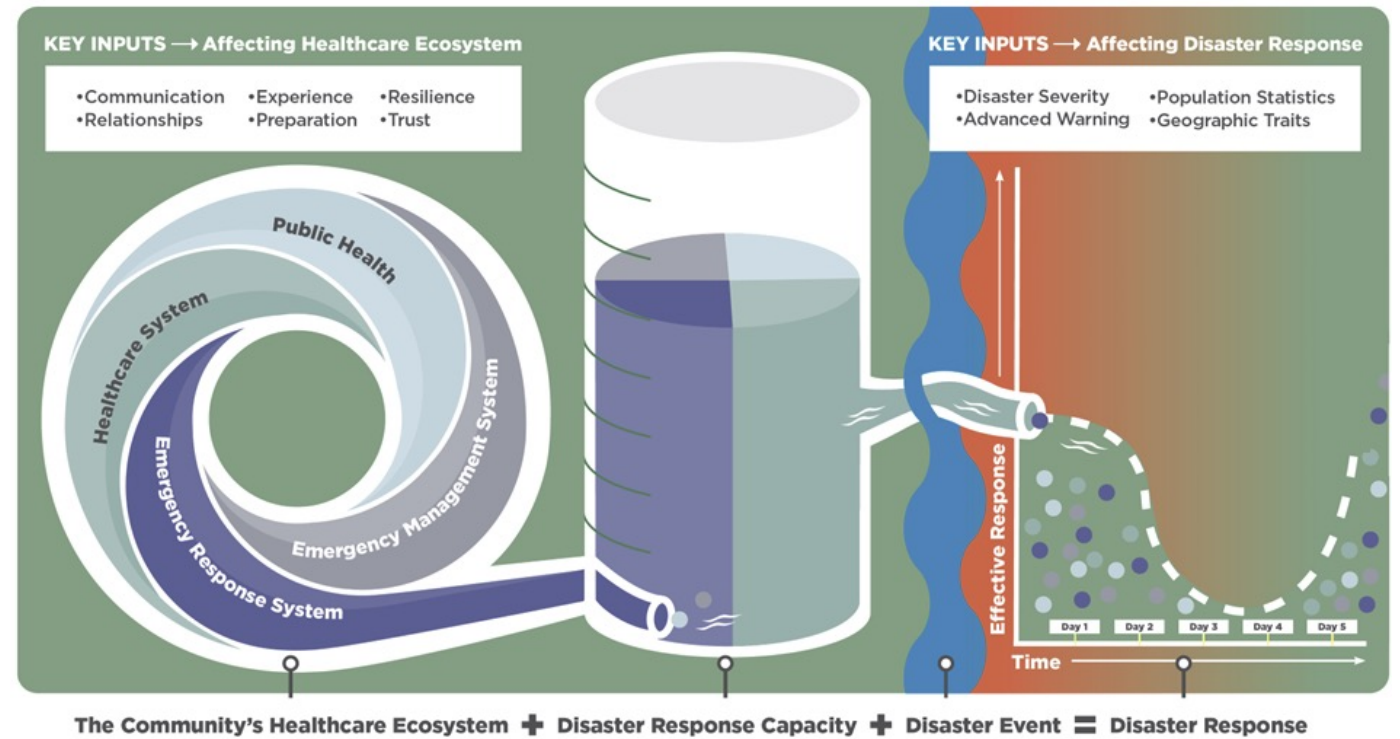 KEY INPUTS → Affecting Healthcare Ecosystem
•Communication •Experience •Resilience
•Relationships •Preparation •Trust
KEY INPUTS → Affecting Disaster Response
•Disaster Severity •Population Statistics
•Advanced Warning •Geographic Traits
Public Health
Healthcare System
Emergency Response System
Emergency Management System
Effective Response
Day 1 Day 2 Day 3 Day 4 Day 5
Time
The Community's Healthcare Ecosystem + Disaster Response Capacity + Disaster Event = Disaster Response